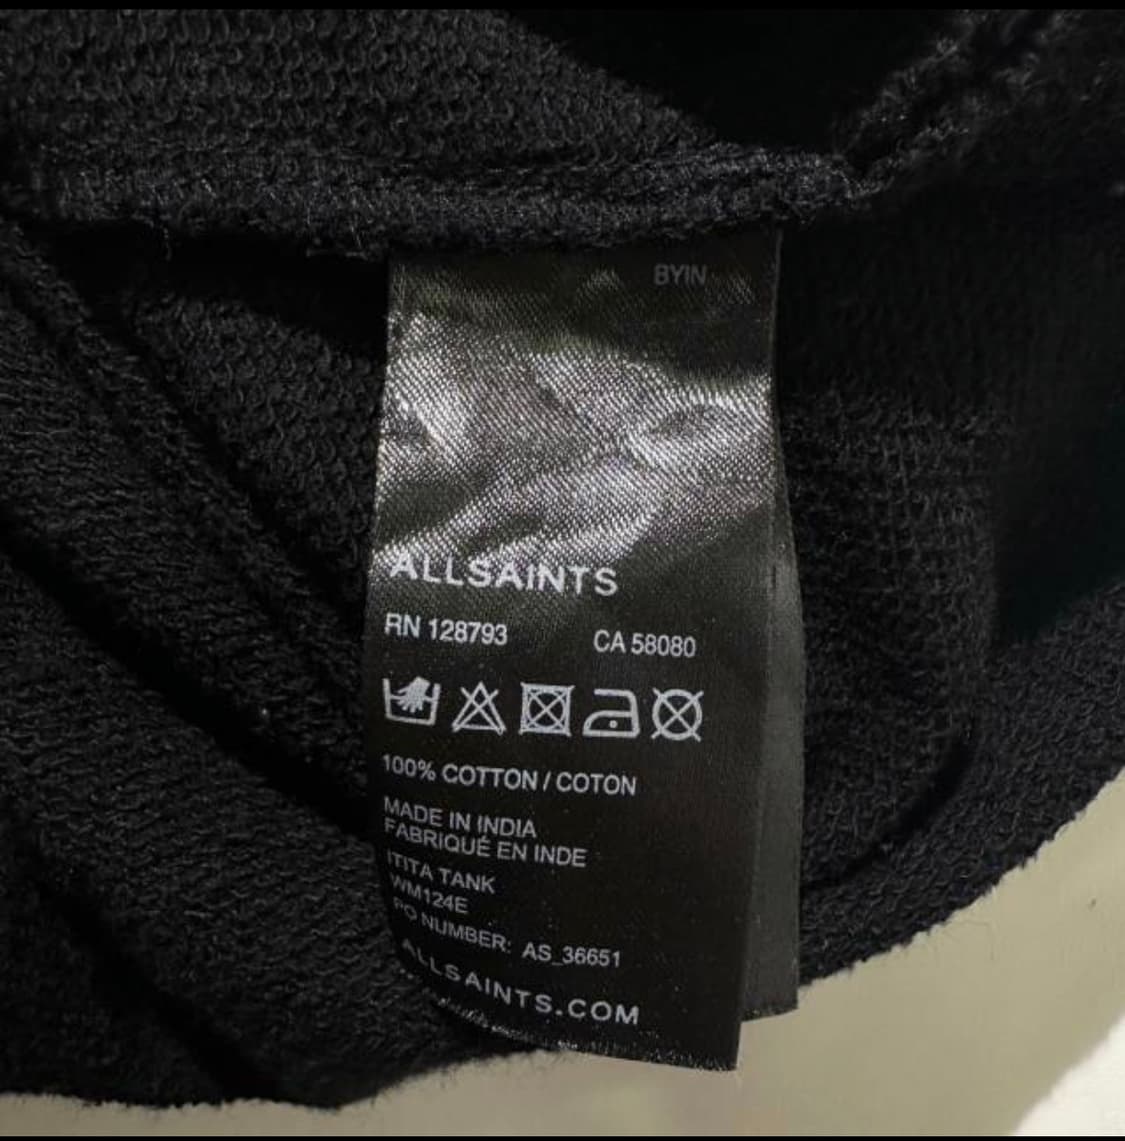 BYIN
ALLSAINTS
RN 128793 CA 58080
100% COTTON / COTON
MADE IN INDIA
FABRIQUÉ EN INDE
ITITA TANK
WM124E
PO NUMBER: AS_36651
ALLSAINTS.COM